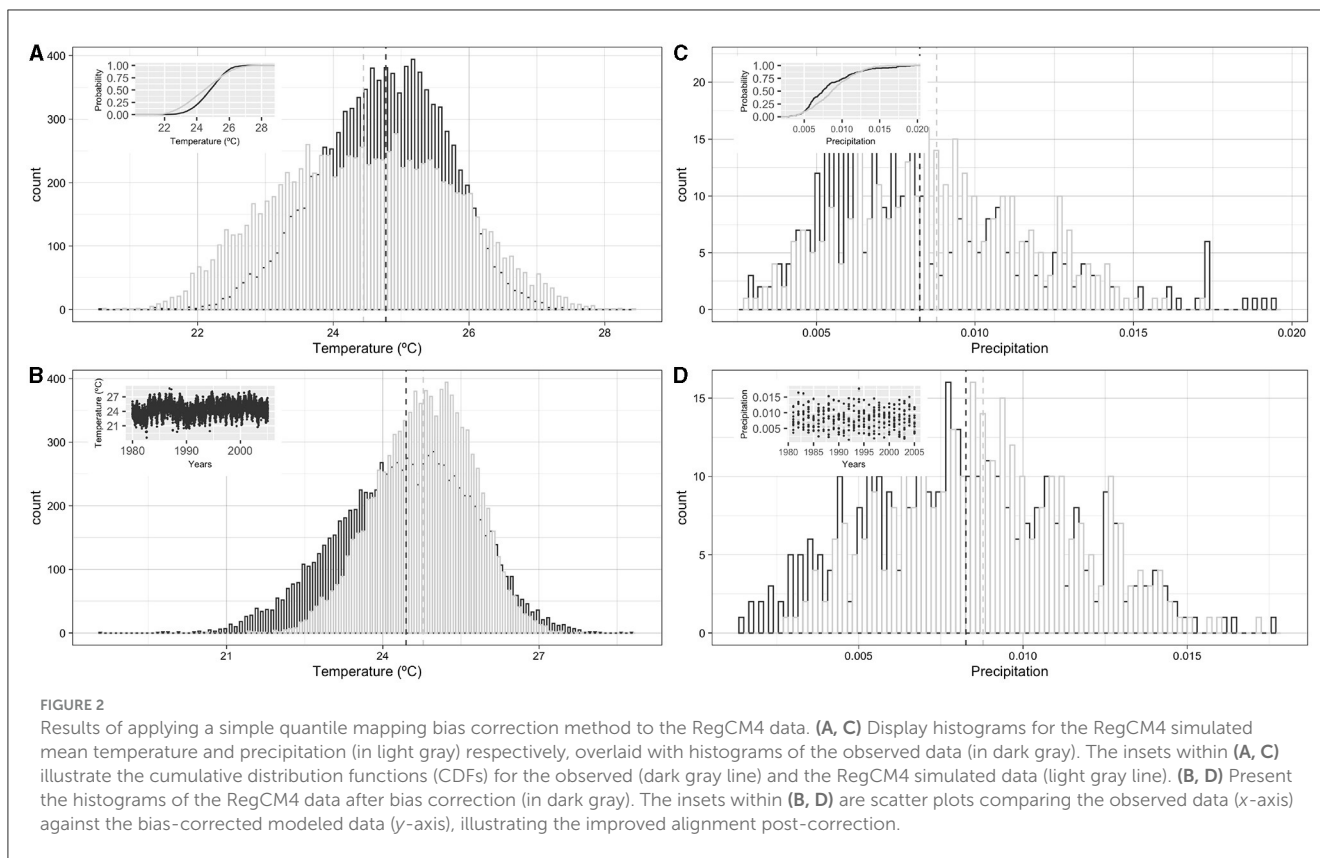 A
400
300
200
100
0
count
1.00
0.75
0.50
0.25
0.00
Probability
22 24 26 28
Temperature (ºC)
22 24 26 28
Temperature (ºC)
C
20
15
10
5
0
count
1.00
0.75
0.50
0.25
0.00
Probability
0.005 0.010 0.015 0.020
Precipitation
0.005 0.010 0.015 0.020
Precipitation
B
400
300
200
100
0
count
Temperature (ºC)
27
24
21
1980 1990 2000
Years
21 24 27
Temperature (ºC)
D
15
10
5
0
count
Precipitation
0.015
0.010
0.005
1980 1985 1990 1995 2000 2005
Years
0.005 0.010 0.015
Precipitation
FIGURE 2
Results of applying a simple quantile mapping bias correction method to the RegCM4 data. (A, C) Display histograms for the RegCM4 simulated
mean temperature and precipitation (in light gray) respectively, overlaid with histograms of the observed data (in dark gray). The insets within (A, C)
illustrate the cumulative distribution functions (CDFs) for the observed (dark gray line) and the RegCM4 simulated data (light gray line). (B, D) Present
the histograms of the RegCM4 data after bias correction (in dark gray). The insets within (B, D) are scatter plots comparing the observed data (x-axis)
against the bias-corrected modeled data (y-axis), illustrating the improved alignment post-correction.